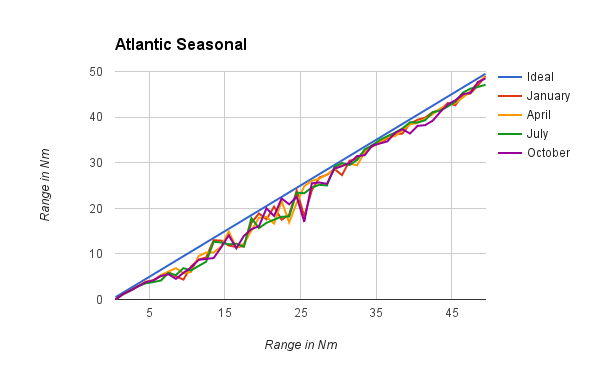 Atlantic Seasonal
50
40
30
20
10
0
Range in Nm
5 15 25 35 45
Range in Nm
Ideal
January
April
July
October